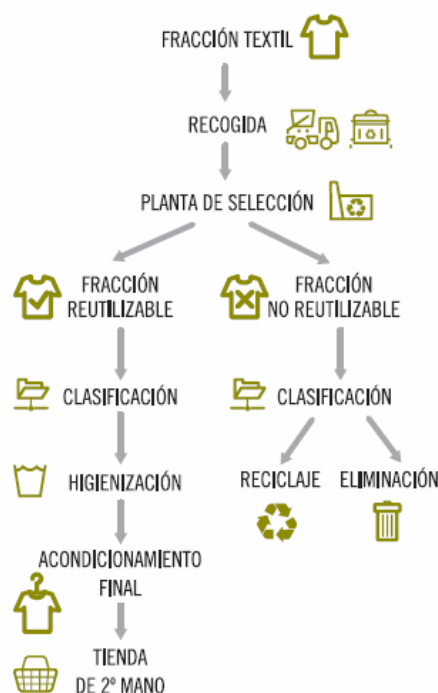 FRACCIÓN TEXTIL
RECOGIDA
PLANTA DE SELECCIÓN
FRACCIÓN
REUTILIZABLE
FRACCIÓN
NO REUTILIZABLE
CLASIFICACIÓN
CLASIFICACIÓN
HIGIENIZACIÓN
RECICLAJE
ELIMINACIÓN
ACONDICIONAMIENTO
FINAL
TIENDA
DE 2º MANO